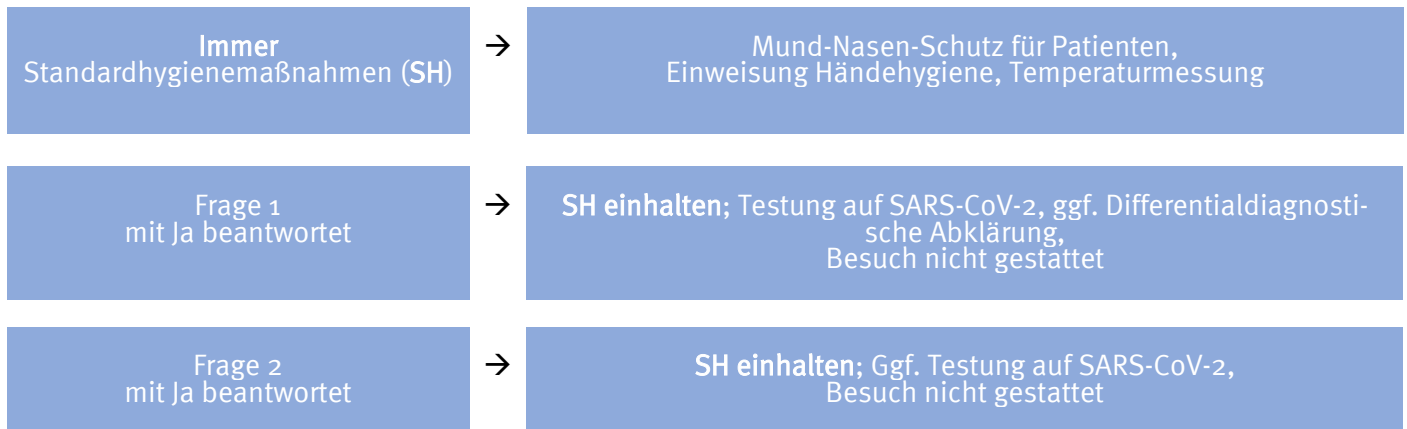 Immer
Standardhygienemaßnahmen (SH)
→
Mund-Nasen-Schutz für Patienten,
Einweisung Händehygiene, Temperaturmessung
Frage 1
mit Ja beantwortet
→
SH einhalten; Testung auf SARS-CoV-2, ggf. Differentialdiagnosti-
sche Abklärung,
Besuch nicht gestattet
Frage 2
mit Ja beantwortet
→
SH einhalten; Ggf. Testung auf SARS-CoV-2,
Besuch nicht gestattet